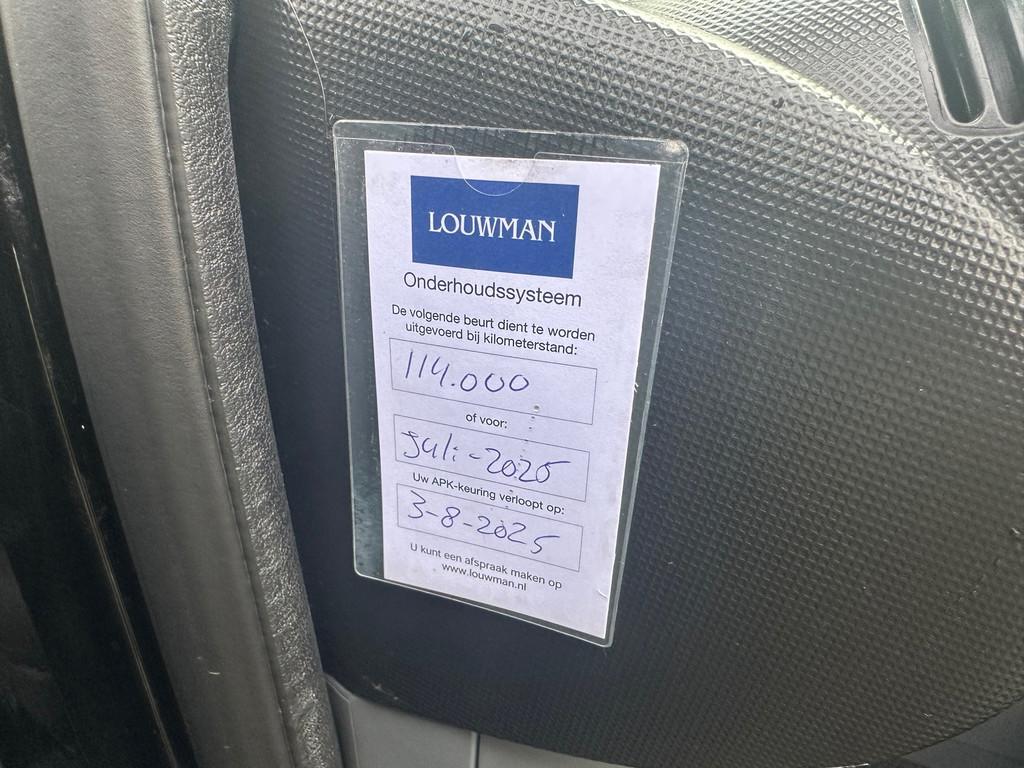 LOUWMAN
Onderhoudssysteem
De volgende beurt dient te worden
uitgevoerd bij kilometerstand:
114.000
of voor:
juli-2025
Uw APK-keuring verloopt op:
3-8-2025
U kunt een afspraak maken op
www.louwman.nl